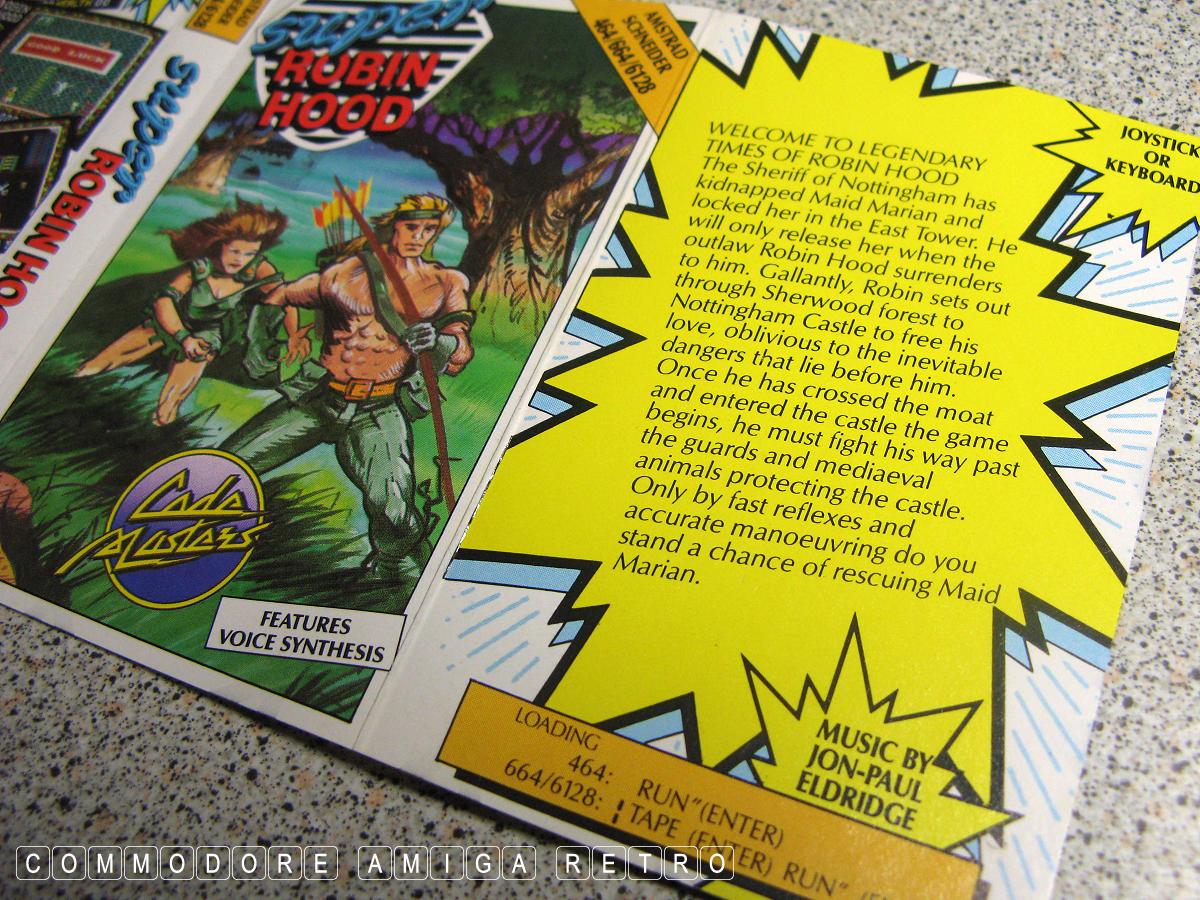 GOOD LUCK
super
ROBIN
super
ROBIN
HOOD
AMSTRAD
SCHNEIDER
464/664/6128
Code
Masters
FEATURES
VOICE SYNTHESIS
WELCOME TO LEGENDARY
TIMES OF ROBIN HOOD
The Sheriff of Nottingham has
kidnapped Maid Marian and
locked her in the East Tower. He
will only release her when the
outlaw Robin Hood surrenders
to him. Gallantly, Robin sets out
through Sherwood forest to
Nottingham Castle to free his
love, oblivious to the inevitable
dangers that lie before him.
Once he has crossed the moat
and entered the castle the game
begins, he must fight his way past
the guards and mediaeval
animals protecting the castle.
Only by fast reflexes and
accurate manoeuvring do you
stand a chance of rescuing Maid
Marian.
JOYSTICK
OR
KEYBOARD
MUSIC BY
JON-PAUL
ELDRIDGE
LOADING
464: RUN"(ENTER)
664/6128: ¦TAPE (ENTER) RUN"
COMMODORE AMIGA RETRO